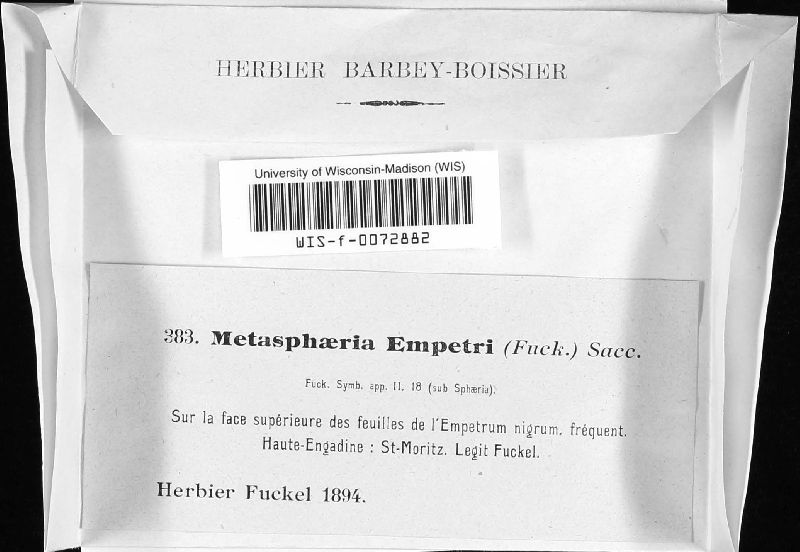 HERBIER BARBEY-BOISSIER
University of Wisconsin-Madison (WIS)
WIS-f-0072882
383. Metasphæria Empetri (Fuck.) Sacc.
Fuck. Symb. app. II. 18 (sub Sphæria).
Sur la face supérieure des feuilles de l'Empetrum nigrum, fréquent.
Haute-Engadine : St-Moritz. Legit Fuckel.
Herbier Fuckel 1894.